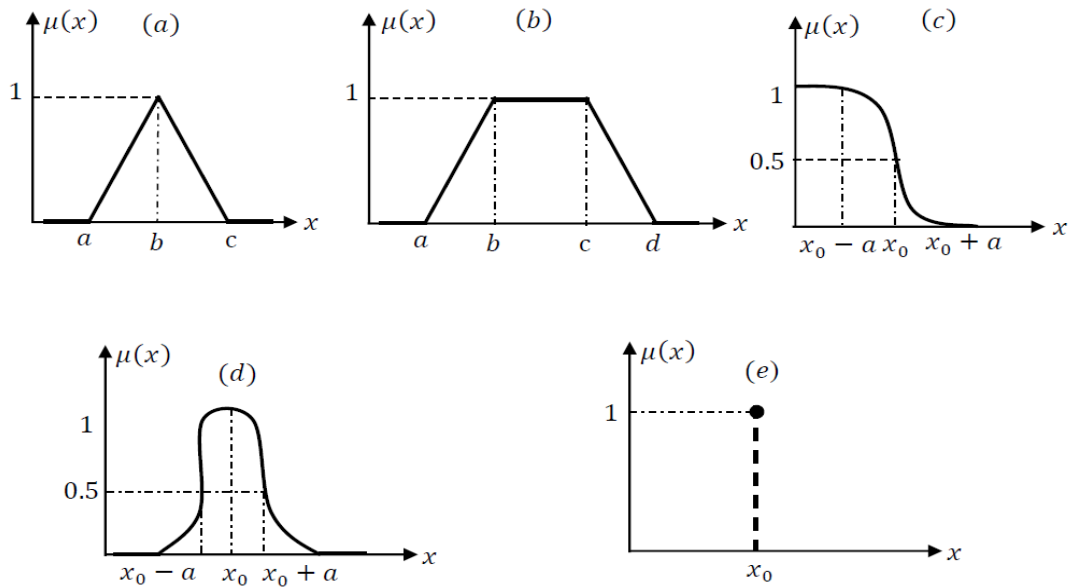 μ(x) (a)
1
a b c x
μ(x) (b)
1
a b c d x
μ(x) (c)
1
0.5
x₀ − a x₀ x₀ + a x
μ(x) (d)
1
0.5
x₀ − a x₀ x₀ + a x
μ(x) (e)
1
x₀ x